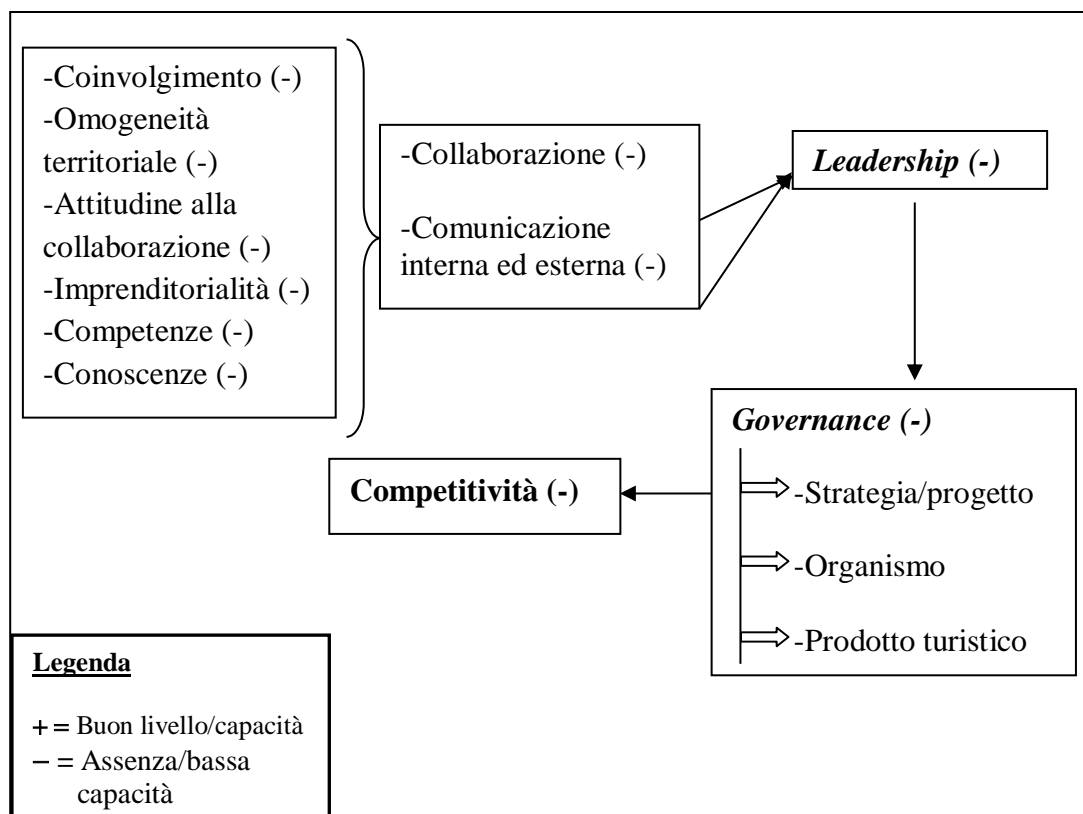 -Coinvolgimento (-)
-Omogeneità
territoriale (-)
-Attitudine alla
collaborazione (-)
-Imprenditorialità (-)
-Competenze (-)
-Conoscenze (-)
-Collaborazione (-)
-Comunicazione
interna ed esterna (-)
Leadership (-)
Governance (-)
-Strategia/progetto
-Organismo
-Prodotto turistico
Competitività (-)
Legenda
+ = Buon livello/capacità
– = Assenza/bassa
capacità